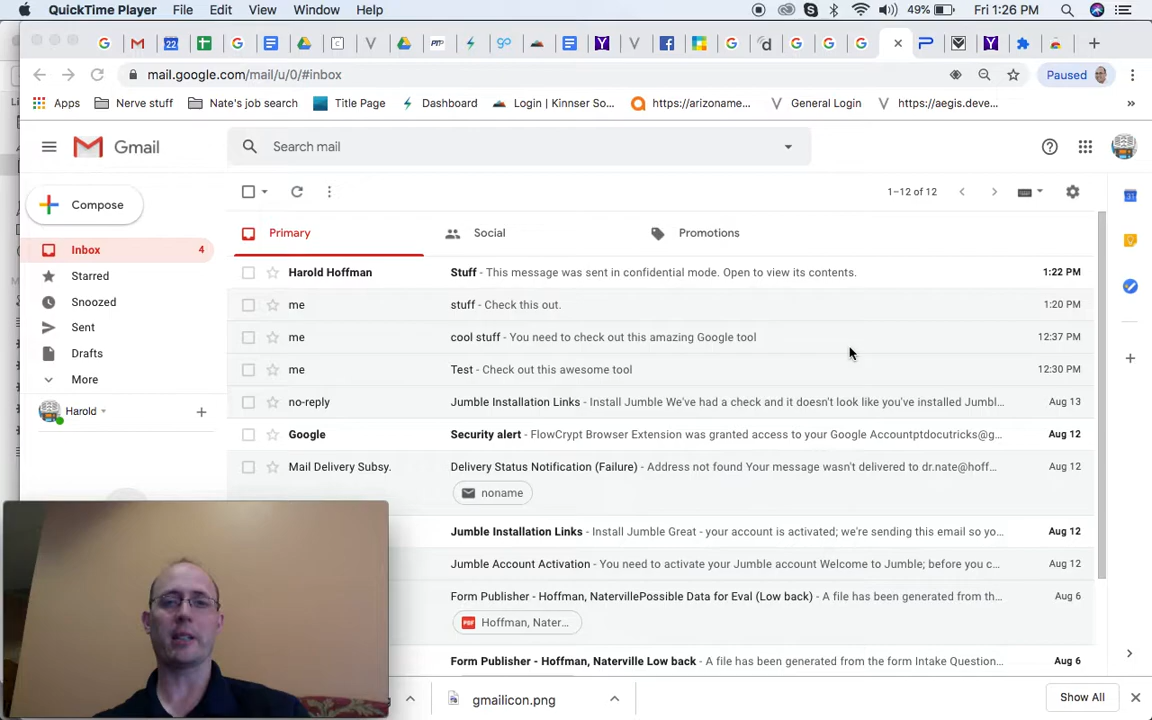 QuickTime Player File Edit View Window Help 49% Fri 1:26 PM
mail.google.com/mail/u/0/#inbox Paused
Apps Nerve stuff Nate's job search Title Page Dashboard Login | Kinnser So... https://arizoname... General Login https://aegis.deve...
Gmail Search mail
Compose 1–12 of 12
Primary Social Promotions
Inbox 4
Starred
Snoozed
Sent
Drafts
More
Harold
Harold Hoffman Stuff - This message was sent in confidential mode. Open to view its contents. 1:22 PM
me stuff - Check this out. 1:20 PM
me cool stuff - You need to check out this amazing Google tool 12:37 PM
me Test - Check out this awesome tool 12:30 PM
no-reply Jumble Installation Links - Install Jumble We've had a check and it doesn't look like you've installed Jumbl... Aug 13
Google Security alert - FlowCrypt Browser Extension was granted access to your Google Accountptdocutricks@g... Aug 12
Mail Delivery Subsy. Delivery Status Notification (Failure) - Address not found Your message wasn't delivered to dr.nate@hoff... Aug 12
noname
Jumble Installation Links - Install Jumble Great - your account is activated; we're sending this email so yo... Aug 12
Jumble Account Activation - You need to activate your Jumble account Welcome to Jumble; before you c... Aug 12
Form Publisher - Hoffman, NatervillePossible Data for Eval (Low back) - A file has been generated from th... Aug 6
PDF Hoffman, Nater...
Form Publisher - Hoffman, Naterville Low back - A file has been generated from the form Intake Question... Aug 6
gmailicon.png Show All